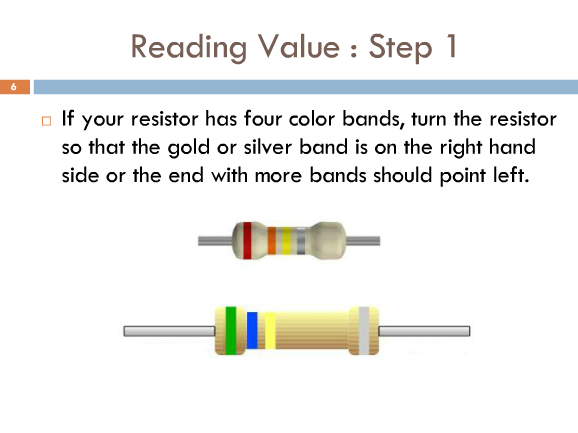 Reading Value : Step 1
6
If your resistor has four color bands, turn the resistor
so that the gold or silver band is on the right hand
side or the end with more bands should point left.